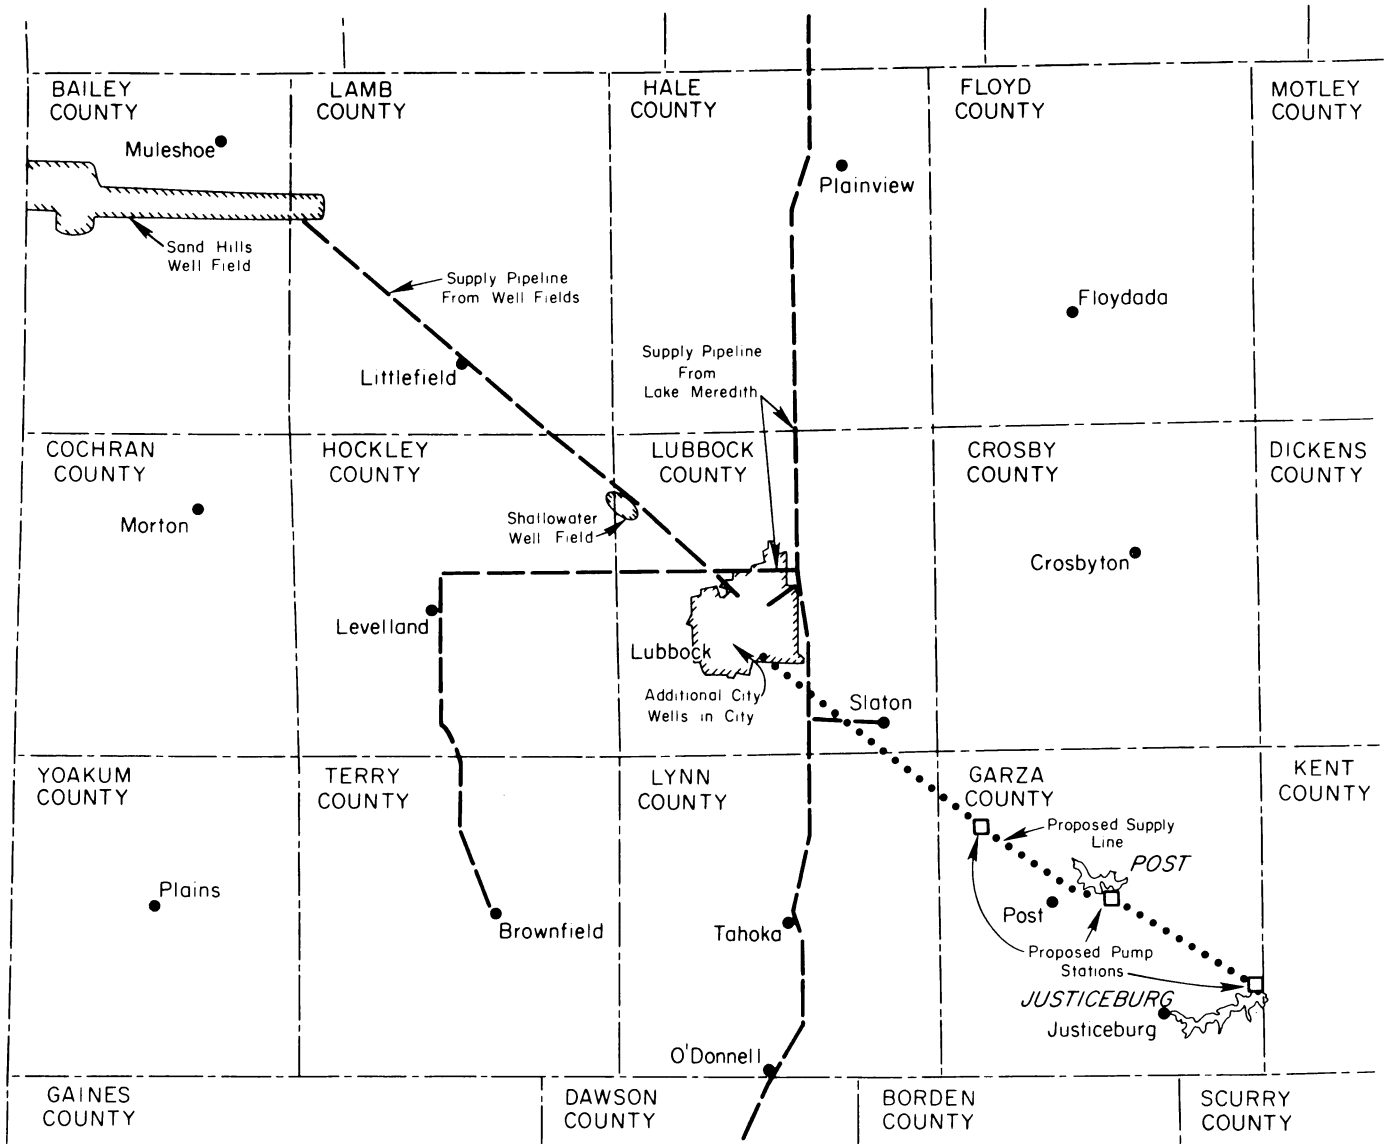 BAILEY
COUNTY
LAMB
COUNTY
HALE
COUNTY
FLOYD
COUNTY
MOTLEY
COUNTY
Muleshoe
Plainview
Sand Hills
Well Field
Supply Pipeline
From Well Fields
Floydada
Supply Pipeline
From
Lake Meredith
Littlefield
COCHRAN
COUNTY
HOCKLEY
COUNTY
LUBBOCK
COUNTY
CROSBY
COUNTY
DICKENS
COUNTY
Morton
Shallowater
Well Field
Crosbyton
Levelland
Lubbock
Additional City
Wells in City
Slaton
YOAKUM
COUNTY
TERRY
COUNTY
LYNN
COUNTY
GARZA
COUNTY
KENT
COUNTY
Proposed Supply
Line
POST
Plains
Post
Brownfield
Tahoka
Proposed Pump
Stations
JUSTICEBURG
Justiceburg
O'Donnell
GAINES
COUNTY
DAWSON
COUNTY
BORDEN
COUNTY
SCURRY
COUNTY